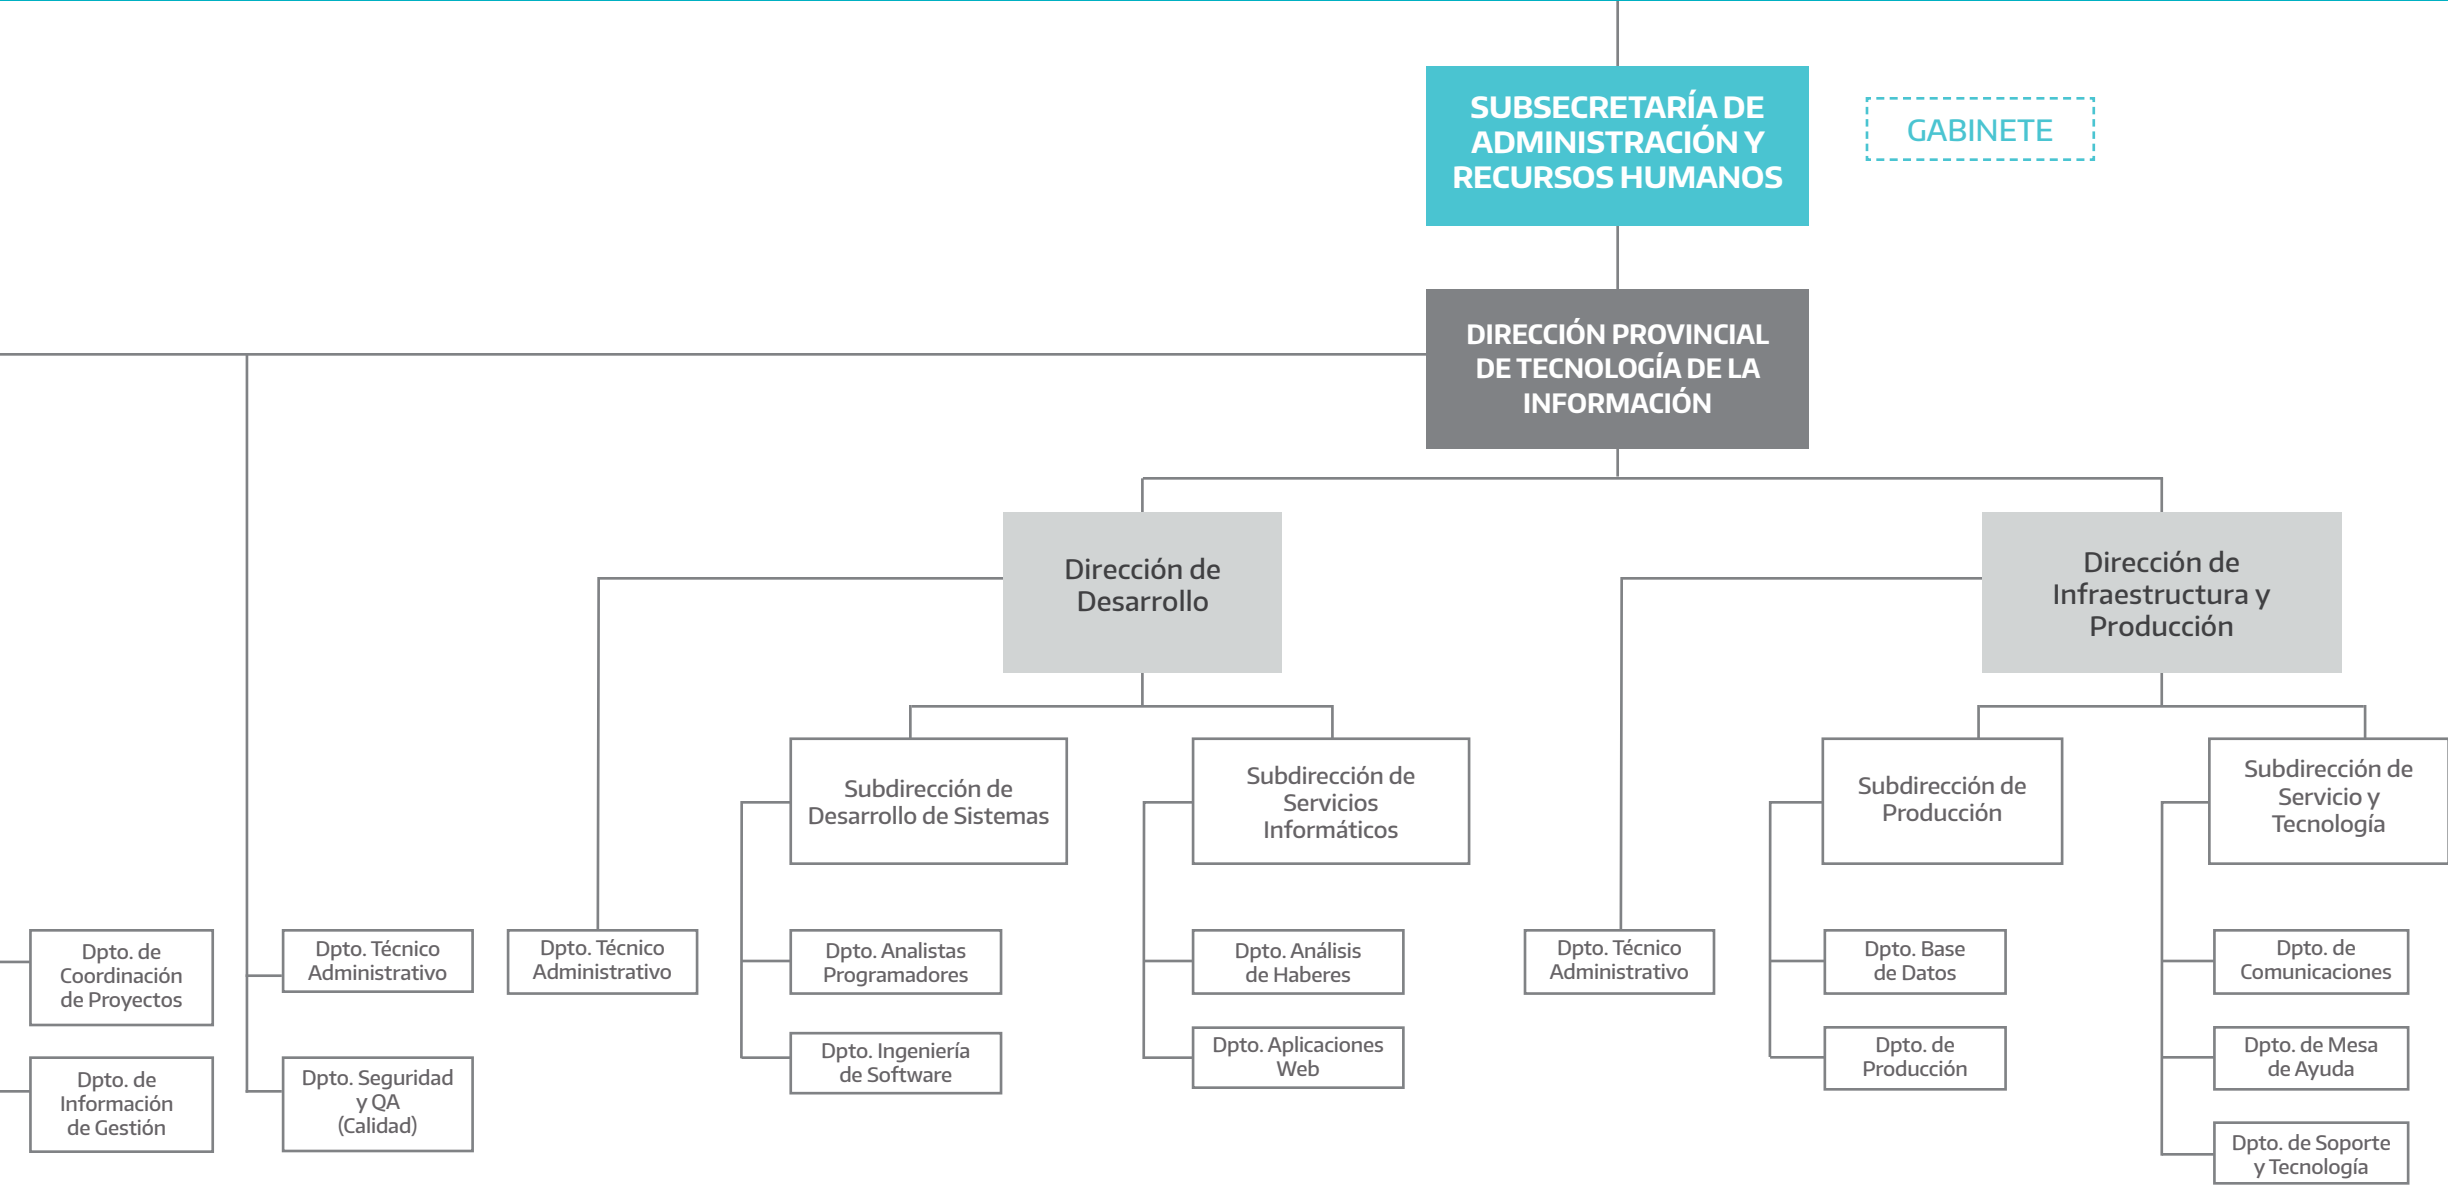 SUBSECRETARÍA DE
ADMINISTRACIÓN Y
RECURSOS HUMANOS
GABINETE
DIRECCIÓN PROVINCIAL
DE TECNOLOGÍA DE LA
INFORMACIÓN
Dirección de
Desarrollo
Dirección de
Infraestructura y
Producción
Subdirección de
Desarrollo de Sistemas
Subdirección de
Servicios
Informáticos
Subdirección de
Producción
Subdirección de
Servicio y
Tecnología
Dpto. de
Coordinación
de Proyectos
Dpto. Técnico
Administrativo
Dpto. Técnico
Administrativo
Dpto. Analistas
Programadores
Dpto. Análisis
de Haberes
Dpto. Técnico
Administrativo
Dpto. Base
de Datos
Dpto. de
Comunicaciones
Dpto. de
Información
de Gestión
Dpto. Seguridad
y QA
(Calidad)
Dpto. Ingeniería
de Software
Dpto. Aplicaciones
Web
Dpto. de
Producción
Dpto. de Mesa
de Ayuda
Dpto. de Soporte
y Tecnología